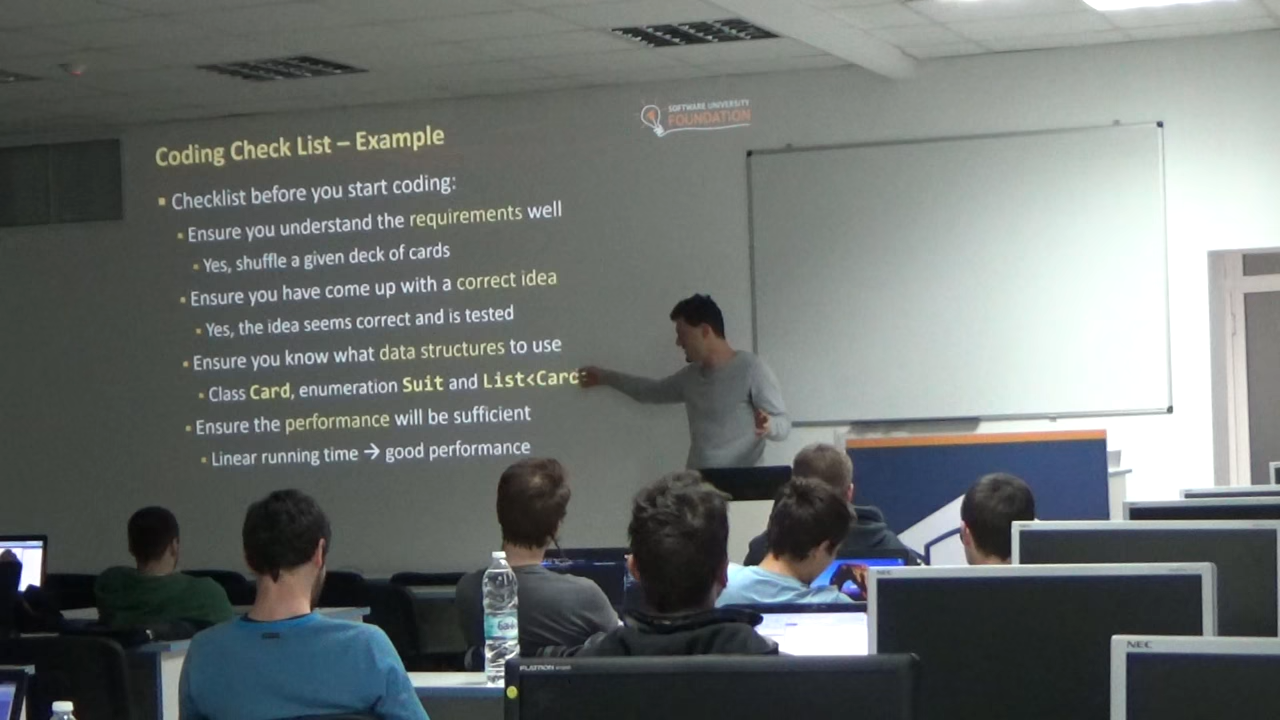 SOFTWARE UNIVERSITY
FOUNDATION
Coding Check List – Example
Checklist before you start coding:
Ensure you understand the requirements well
Yes, shuffle a given deck of cards
Ensure you have come up with a correct idea
Yes, the idea seems correct and is tested
Ensure you know what data structures to use
Class Card, enumeration Suit and List<Card
Ensure the performance will be sufficient
Linear running time → good performance
NEC
NEC
FLATRON